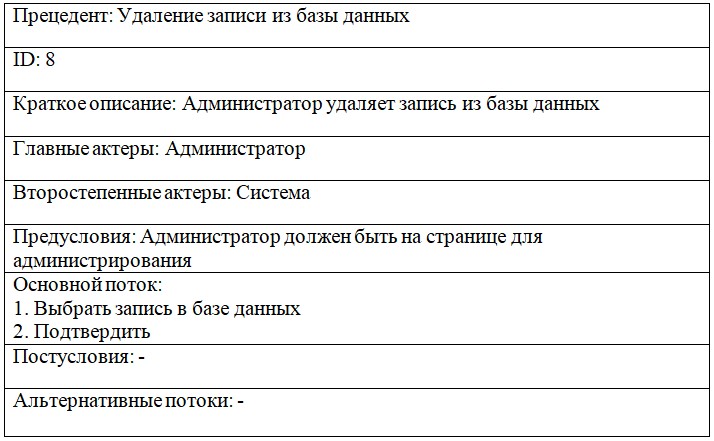 Прецедент: Удаление записи из базы данных
ID: 8
Краткое описание: Администратор удаляет запись из базы данных
Главные актеры: Администратор
Второстепенные актеры: Система
Предусловия: Администратор должен быть на странице для
администрирования
Основной поток:
1. Выбрать запись в базе данных
2. Подтвердить
Постусловия: -
Альтернативные потоки: -